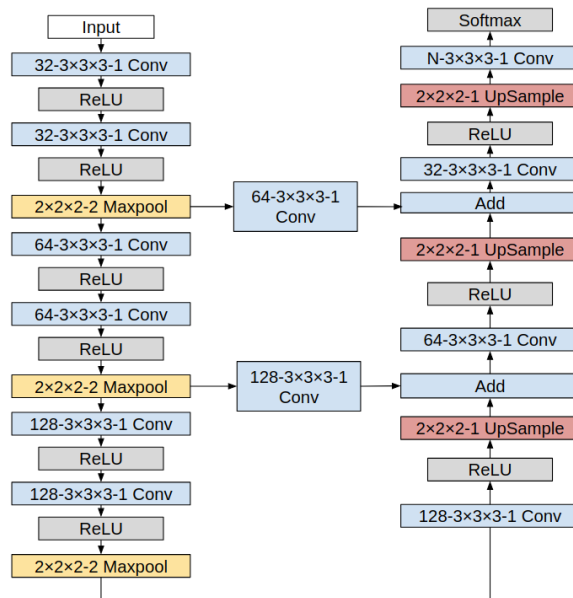 Input
32-3×3×3-1 Conv
ReLU
32-3×3×3-1 Conv
ReLU
2×2×2-2 Maxpool
64-3×3×3-1 Conv
ReLU
64-3×3×3-1 Conv
ReLU
2×2×2-2 Maxpool
128-3×3×3-1 Conv
ReLU
128-3×3×3-1 Conv
ReLU
2×2×2-2 Maxpool
64-3×3×3-1
Conv
128-3×3×3-1
Conv
Softmax
N-3×3×3-1 Conv
2×2×2-1 UpSample
ReLU
32-3×3×3-1 Conv
Add
2×2×2-1 UpSample
ReLU
64-3×3×3-1 Conv
Add
2×2×2-1 UpSample
ReLU
128-3×3×3-1 Conv